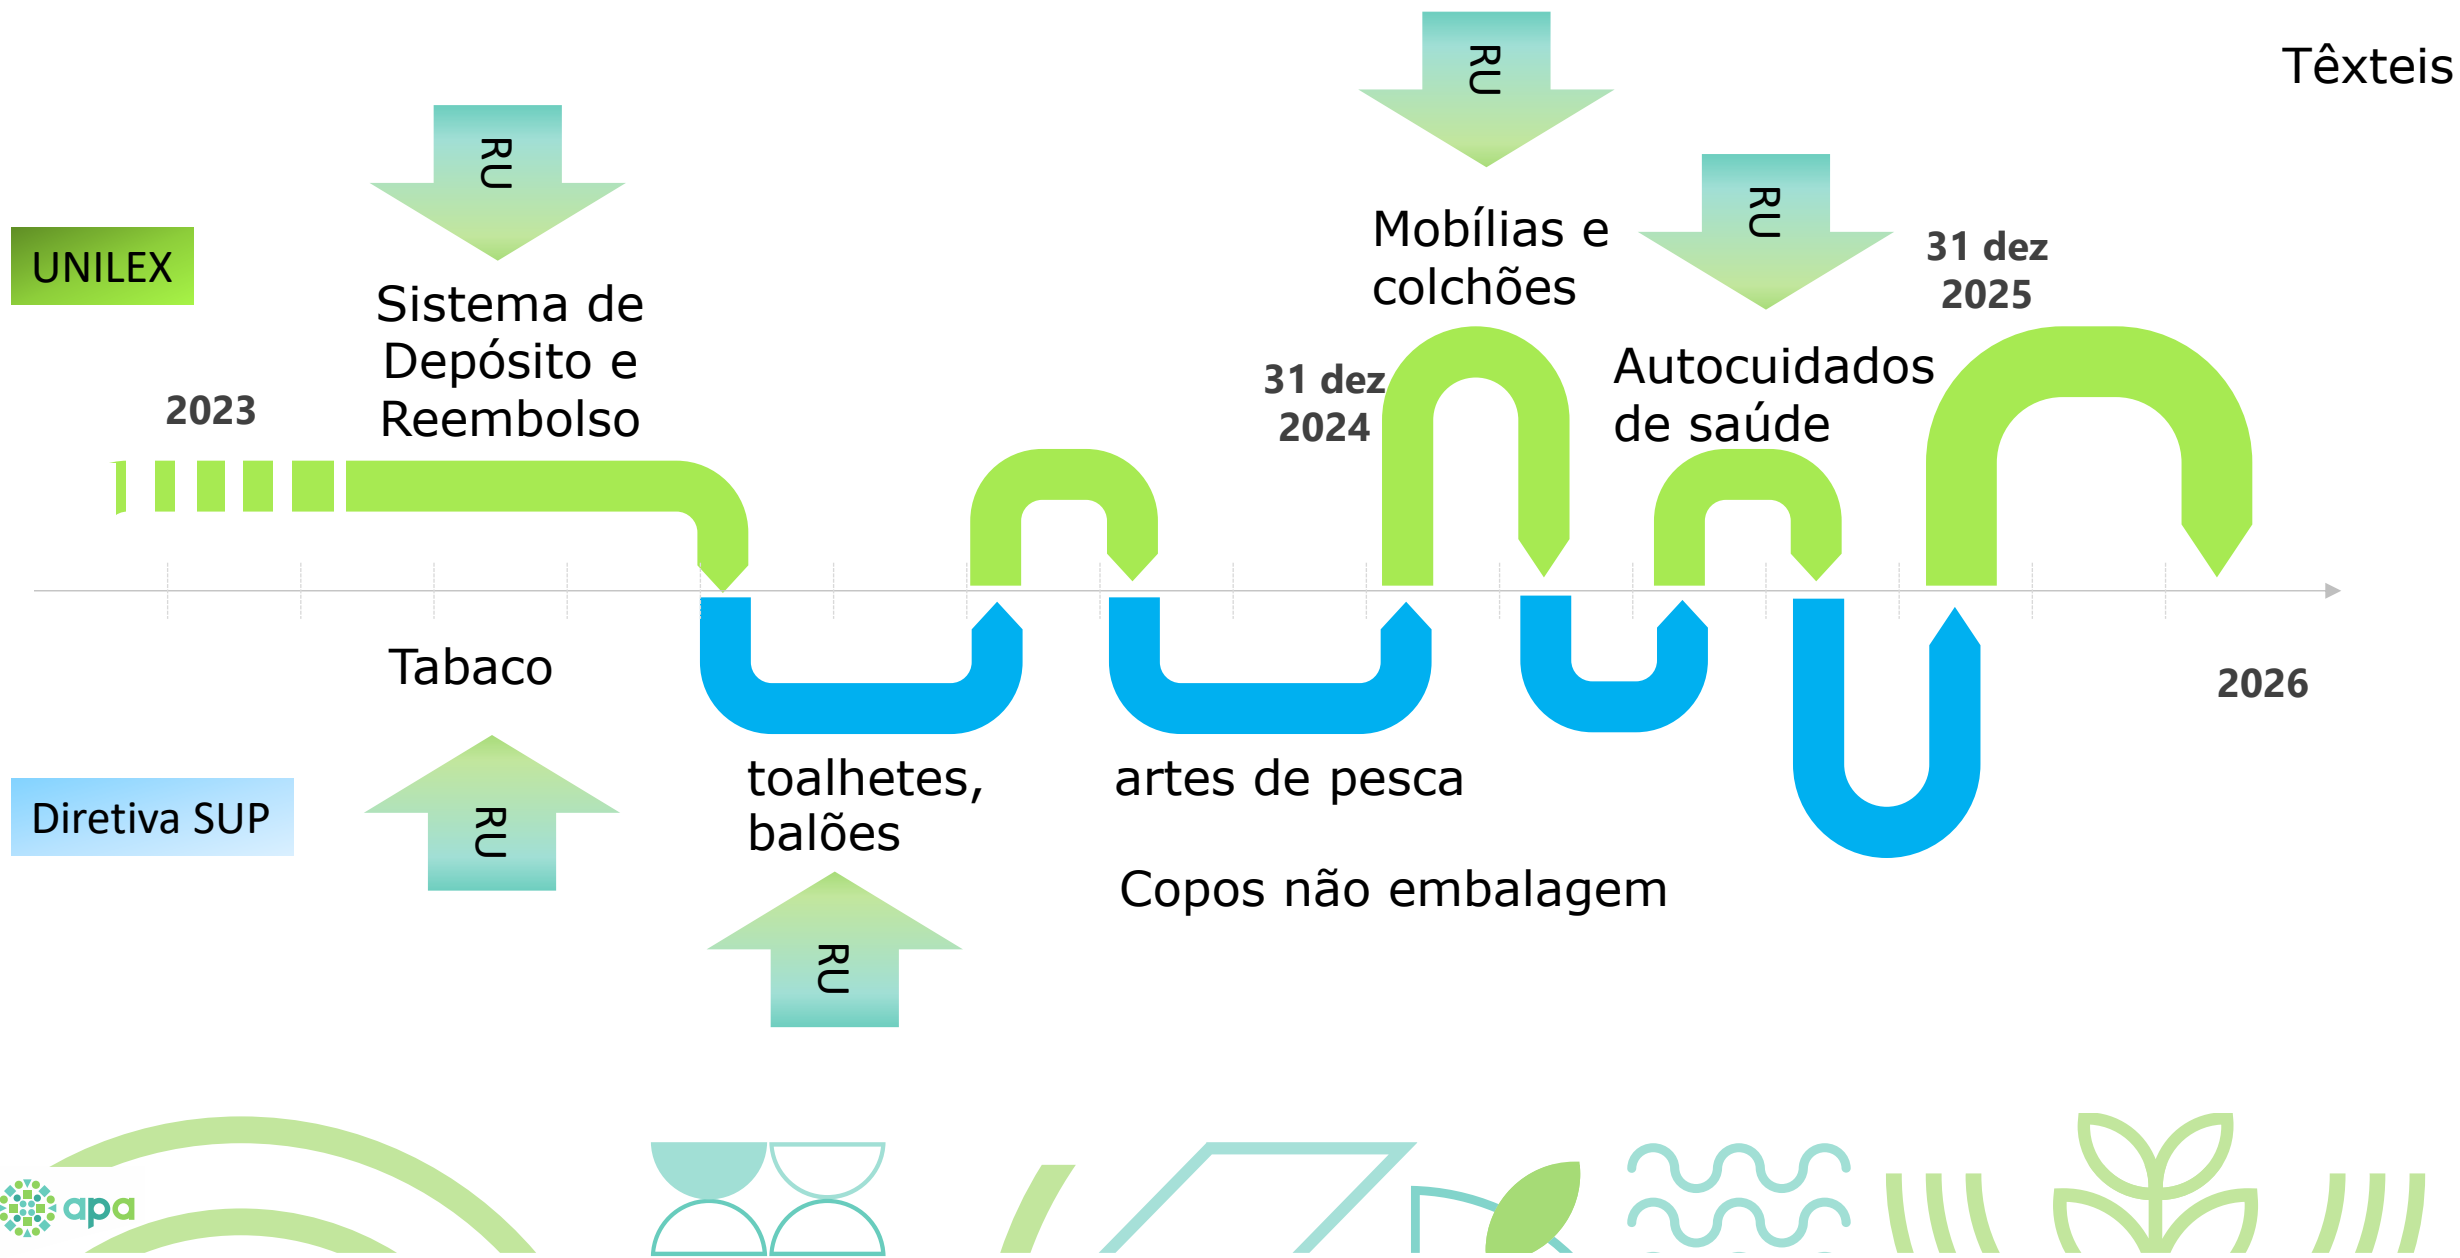 RU
Têxteis
RU
RU
Mobílias e
colchões
31 dez
2025
UNILEX
Sistema de
Depósito e
Reembolso
Autocuidados
de saúde
31 dez
2024
2023
Tabaco
2026
toalhetes,
balões
artes de pesca
Diretiva SUP
RU
Copos não embalagem
RU
apa